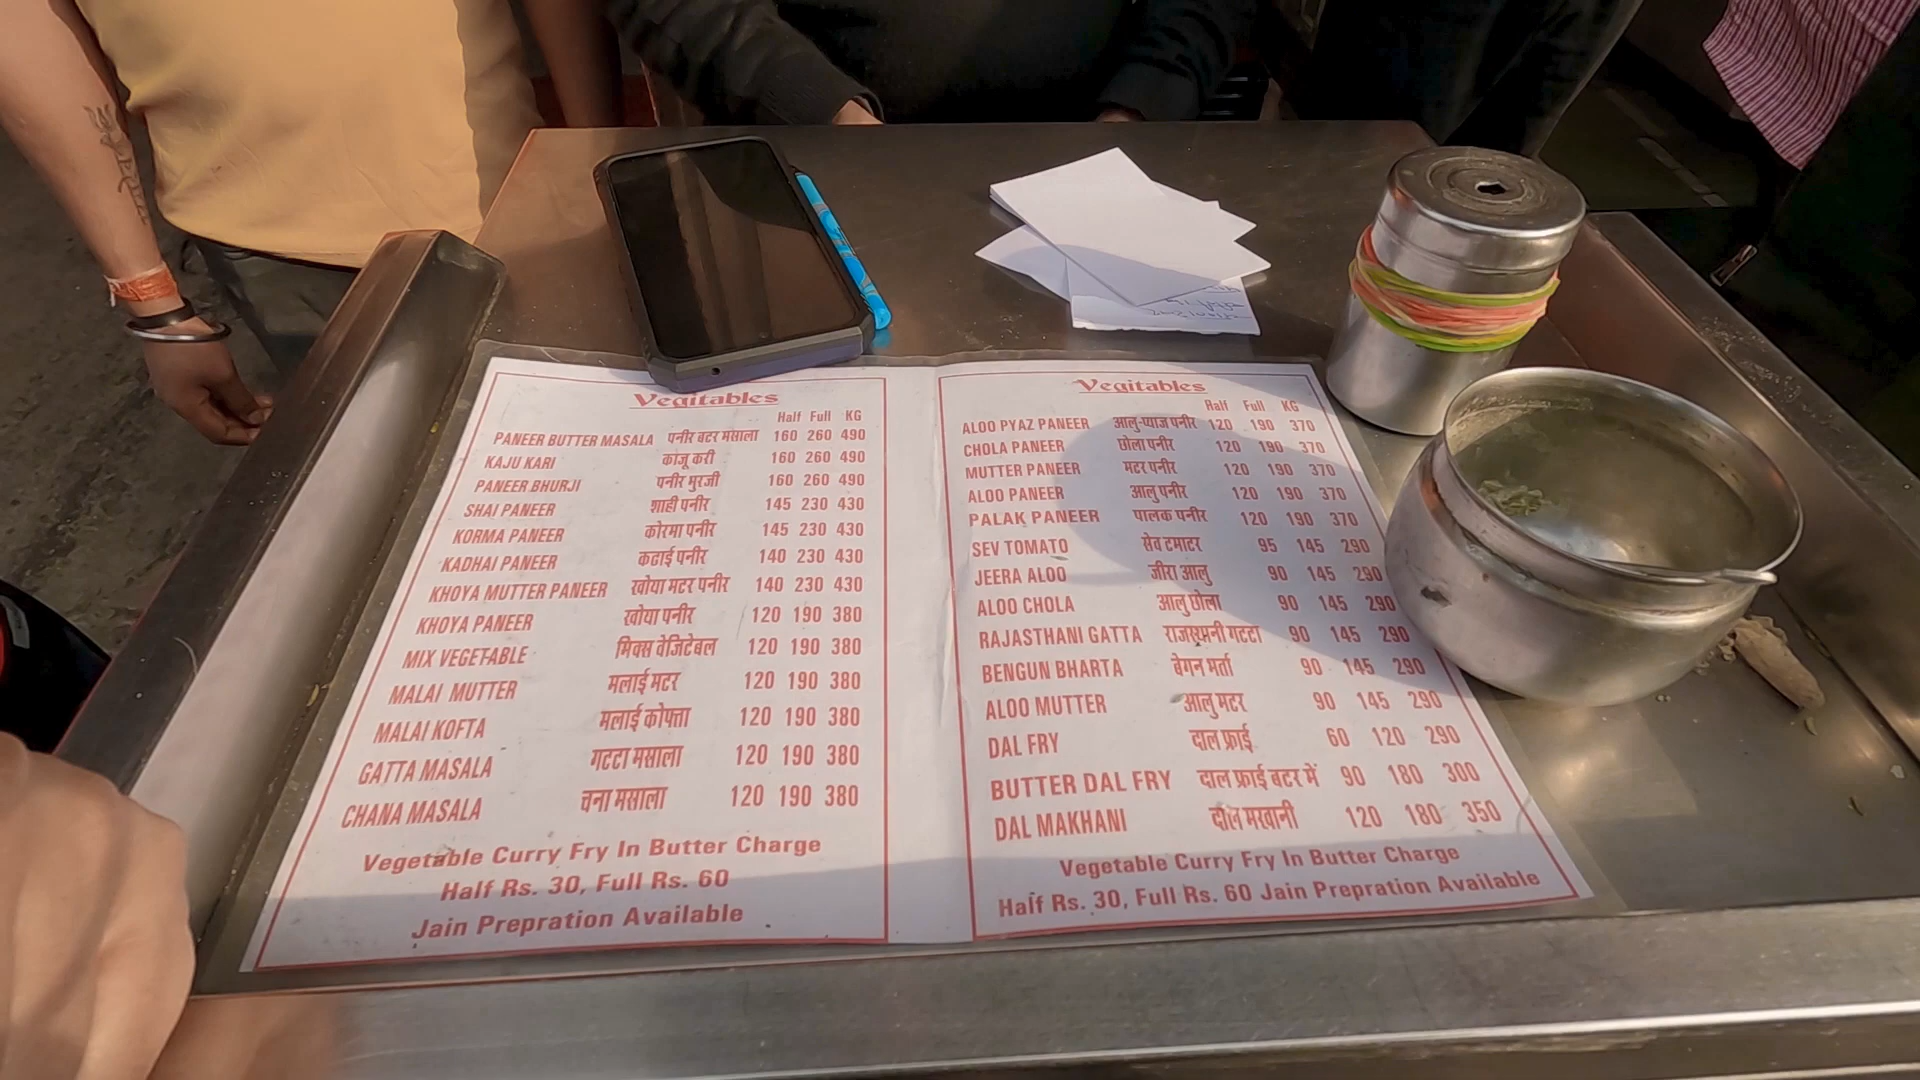 Vegitables
Half Full KG
PANEER BUTTER MASALA पनीर बटर मसाला 160 260 490
KAJU KARI काजू करी 160 260 490
PANEER BHURJI पनीर भुरजी 160 260 490
SHAI PANEER शाही पनीर 145 230 430
KORMA PANEER कोरमा पनीर 145 230 430
KADHAI PANEER कढाई पनीर 140 230 430
KHOYA MUTTER PANEER खोया मटर पनीर 140 230 430
KHOYA PANEER खोया पनीर 120 190 380
MIX VEGETABLE मिक्स वेजिटेबल 120 190 380
MALAI MUTTER मलाई मटर 120 190 380
MALAI KOFTA मलाई कोफ्ता 120 190 380
GATTA MASALA गटटा मसाला 120 190 380
CHANA MASALA चना मसाला 120 190 380
Vegetable Curry Fry In Butter Charge
Half Rs. 30, Full Rs. 60
Jain Prepration Available
Vegitables
Half Full KG
ALOO PYAZ PANEER आलु-प्याज पनीर 120 190 370
CHOLA PANEER छोला पनीर 120 190 370
MUTTER PANEER मटर पनीर 120 190 370
ALOO PANEER आलु पनीर 120 190 370
PALAK PANEER पालक पनीर 120 190 370
SEV TOMATO सेव टमाटर 95 145 290
JEERA ALOO जीरा आलु 90 145 290
ALOO CHOLA आलु छोला 90 145 290
RAJASTHANI GATTA राजस्थानी गटटा 90 145 290
BENGUN BHARTA बेगन भर्ता 90 145 290
ALOO MUTTER आलु मटर 90 145 290
DAL FRY दाल फ्राई 60 120 290
BUTTER DAL FRY दाल फ्राई बटर में 90 180 300
DAL MAKHANI दाल मखानी 120 180 350
Vegetable Curry Fry In Butter Charge
Half Rs. 30, Full Rs. 60 Jain Prepration Available